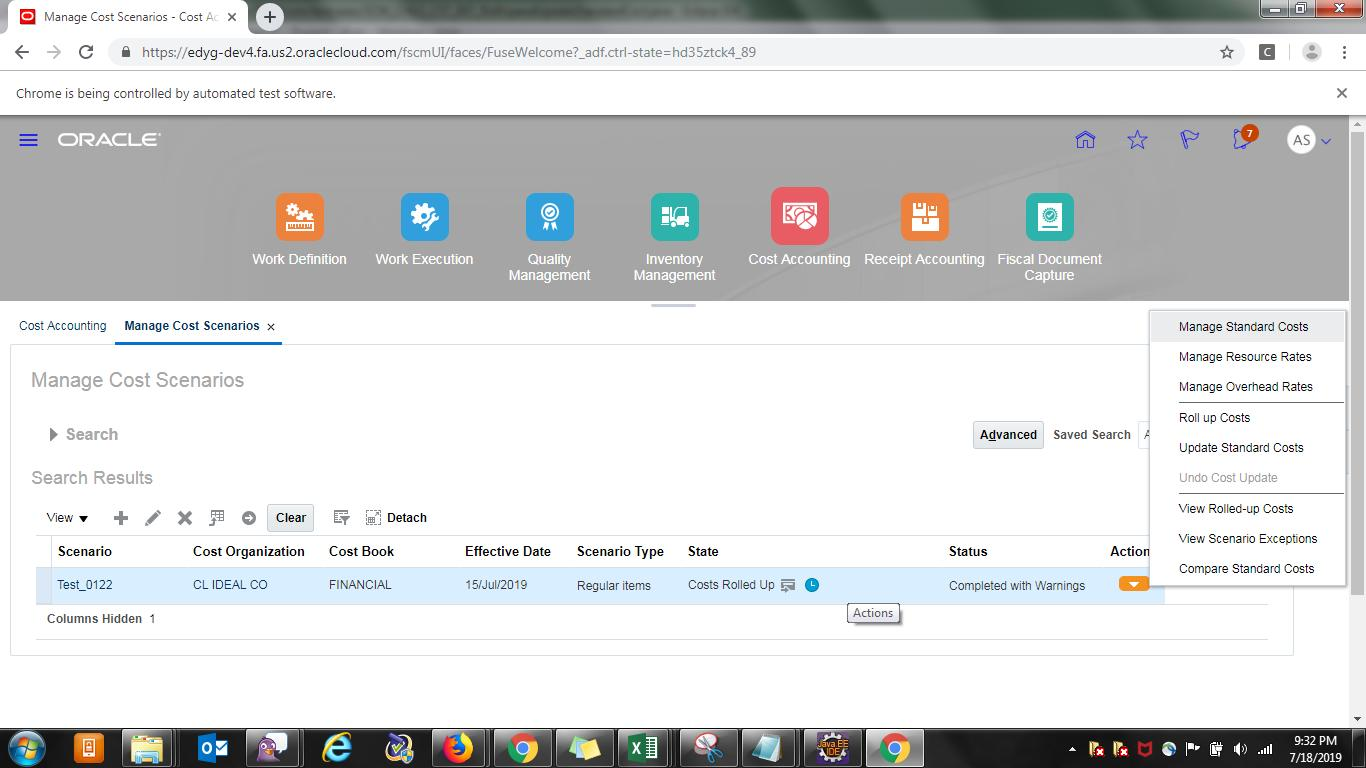 Manage Cost Scenarios - Cost Ac
https://edyg-dev4.fa.us2.oraclecloud.com/fscmUI/faces/FuseWelcome?_adf.ctrl-state=hd35ztck4_89
C
Chrome is being controlled by automated test software.
ORACLE
7
AS
Work Definition
Work Execution
Quality Management
Inventory Management
Cost Accounting
Receipt Accounting
Fiscal Document Capture
Cost Accounting
Manage Cost Scenarios
Manage Cost Scenarios
Search
Advanced
Saved Search
Search Results
View
Clear
Detach
Scenario Cost Organization Cost Book Effective Date Scenario Type State Status Action
Test_0122 CL IDEAL CO FINANCIAL 15/Jul/2019 Regular items Costs Rolled Up Completed with Warnings
Columns Hidden 1
Actions
Manage Standard Costs
Manage Resource Rates
Manage Overhead Rates
Roll up Costs
Update Standard Costs
Undo Cost Update
View Rolled-up Costs
View Scenario Exceptions
Compare Standard Costs
Java EE
IDE
9:32 PM
7/18/2019